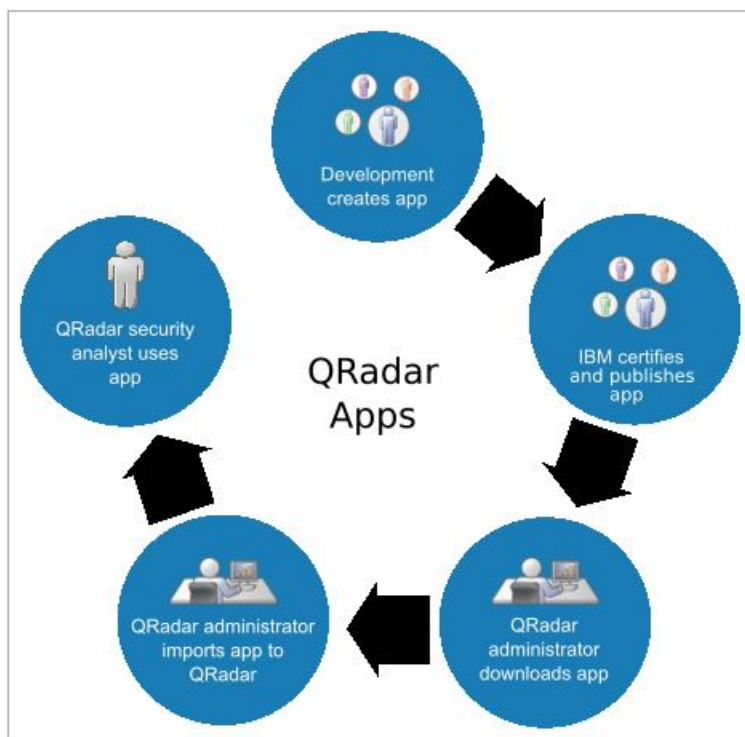 Development
creates app
IBM certifies
and publishes
app
QRadar
administrator
downloads app
QRadar administrator
imports app to
QRadar
QRadar security
analyst uses
app
QRadar
Apps